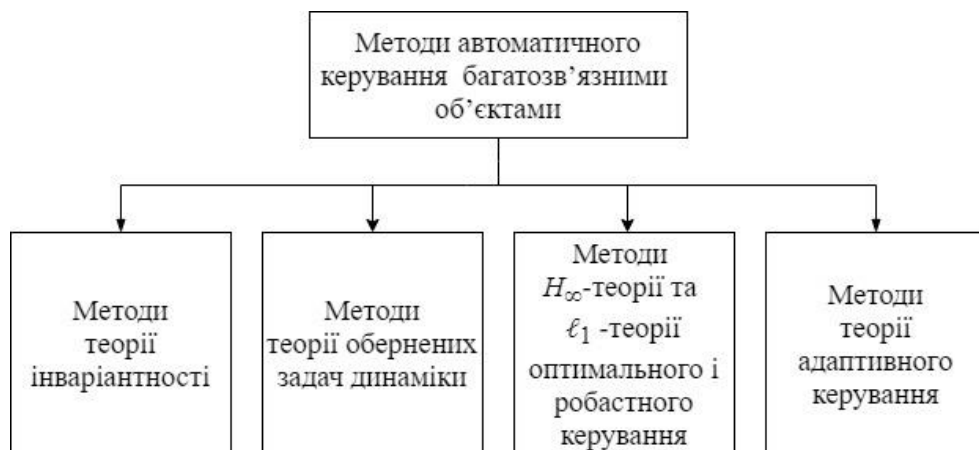 Методи автоматичного
керування багатозв’язними
об’єктами
Методи
теорії
інваріантності
Методи
теорії обернених
задач динаміки
Методи
H∞-теорії та
ℓ1 -теорії
оптимального і
робастного
керування
Методи
теорії
адаптивного
керування